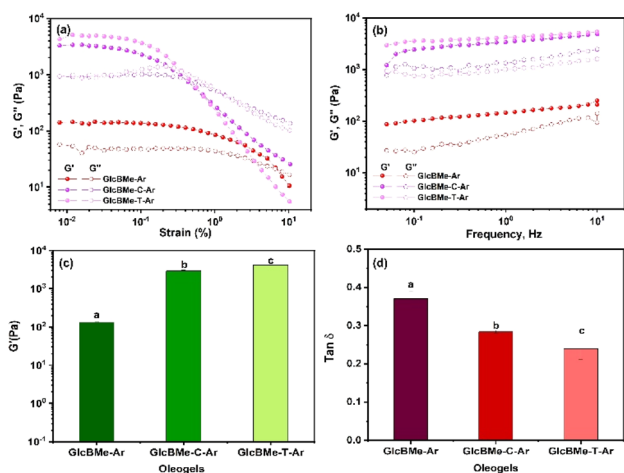 (a)
G', G'' (Pa)
10⁴
10³
10²
10¹
G' G''
GlcBMe-Ar
GlcBMe-C-Ar
GlcBMe-T-Ar
10⁻² 10⁻¹ 10⁰ 10¹
Strain (%)
(b)
G', G'' (Pa)
10⁴
10³
10²
10¹
G' G''
GlcBMe-Ar
GlcBMe-C-Ar
GlcBMe-T-Ar
10⁻¹ 10⁰ 10¹
Frequency, Hz
(c)
G'(Pa)
10⁴
10³
10²
10¹
10⁰
10⁻¹
a
b
c
GlcBMe-Ar GlcBMe-C-Ar GlcBMe-T-Ar
Oleogels
(d)
Tan δ
0.5
0.4
0.3
0.2
0.1
0.0
a
b
c
GlcBMe-Ar GlcBMe-C-Ar GlcBMe-T-Ar
Oleogels